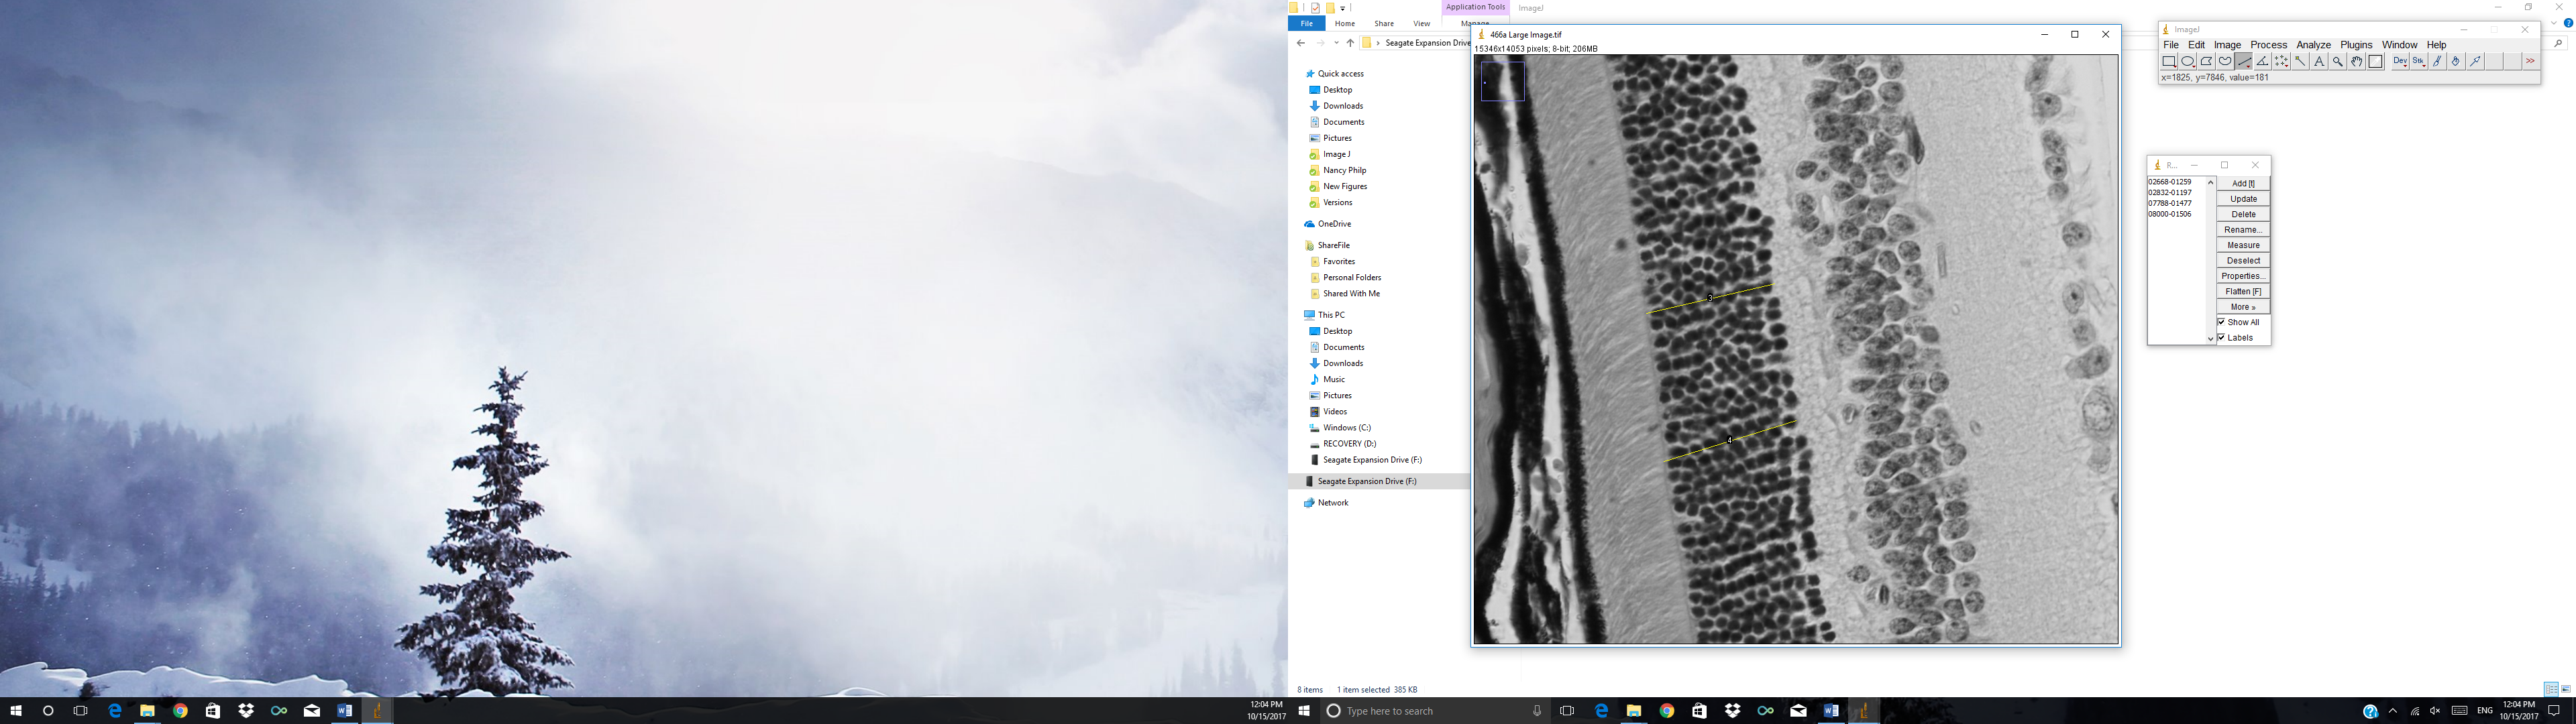 Application Tools
ImageJ
File
Home
Share
View
Manage
Seagate Expansion Drive
Quick access
Desktop
Downloads
Documents
Pictures
Image J
Nancy Philp
New Figures
Versions
OneDrive
ShareFile
Favorites
Personal Folders
Shared With Me
This PC
Desktop
Documents
Downloads
Music
Pictures
Videos
Windows (C:)
RECOVERY (D:)
Seagate Expansion Drive (F:)
Seagate Expansion Drive (F:)
Network
8 items 1 item selected 385 KB
466a Large Image.tif
15346x14053 pixels; 8-bit; 206MB
3
4
ImageJ
File Edit Image Process Analyze Plugins Window Help
Dev Stk >>
x=1825, y=7846, value=181
R...
02668-01259
02832-01197
07788-01477
08000-01506
Add [t]
Update
Delete
Rename...
Measure
Deselect
Properties...
Flatten [F]
More »
Show All
Labels
12:04 PM
10/15/2017
Type here to search
ENG
12:04 PM
10/15/2017